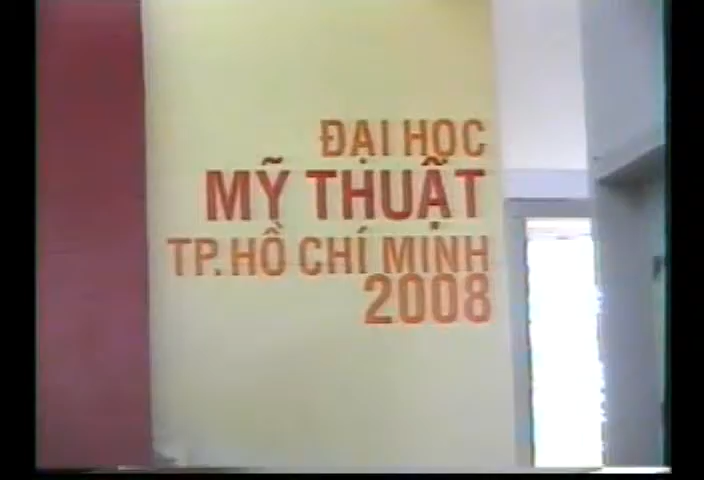 ĐẠI HỌC
MỸ THUẬT
TP. HỒ CHÍ MINH
2008